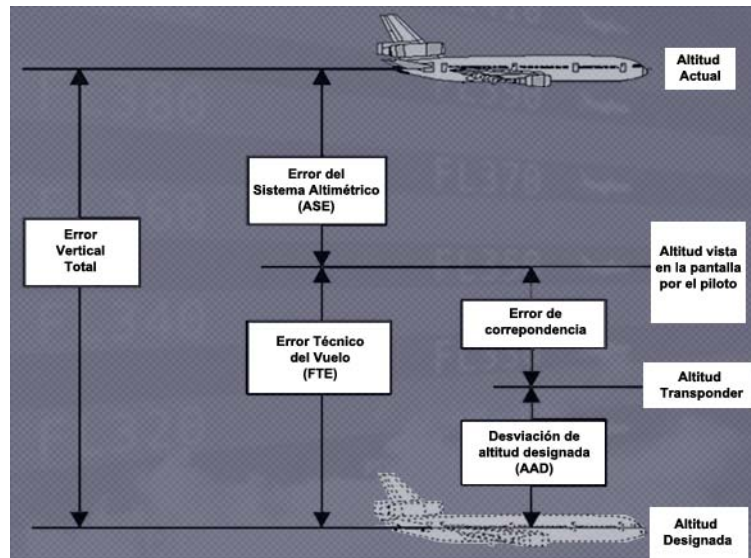 Altitud
Actual
Error del
Sistema Altimétrico
(ASE)
Error
Vertical
Total
Altitud vista
en la pantalla
por el piloto
Error de
correpondencia
Error Técnico
del Vuelo
(FTE)
Altitud
Transponder
Desviación de
altitud designada
(AAD)
Altitud
Designada
FL370